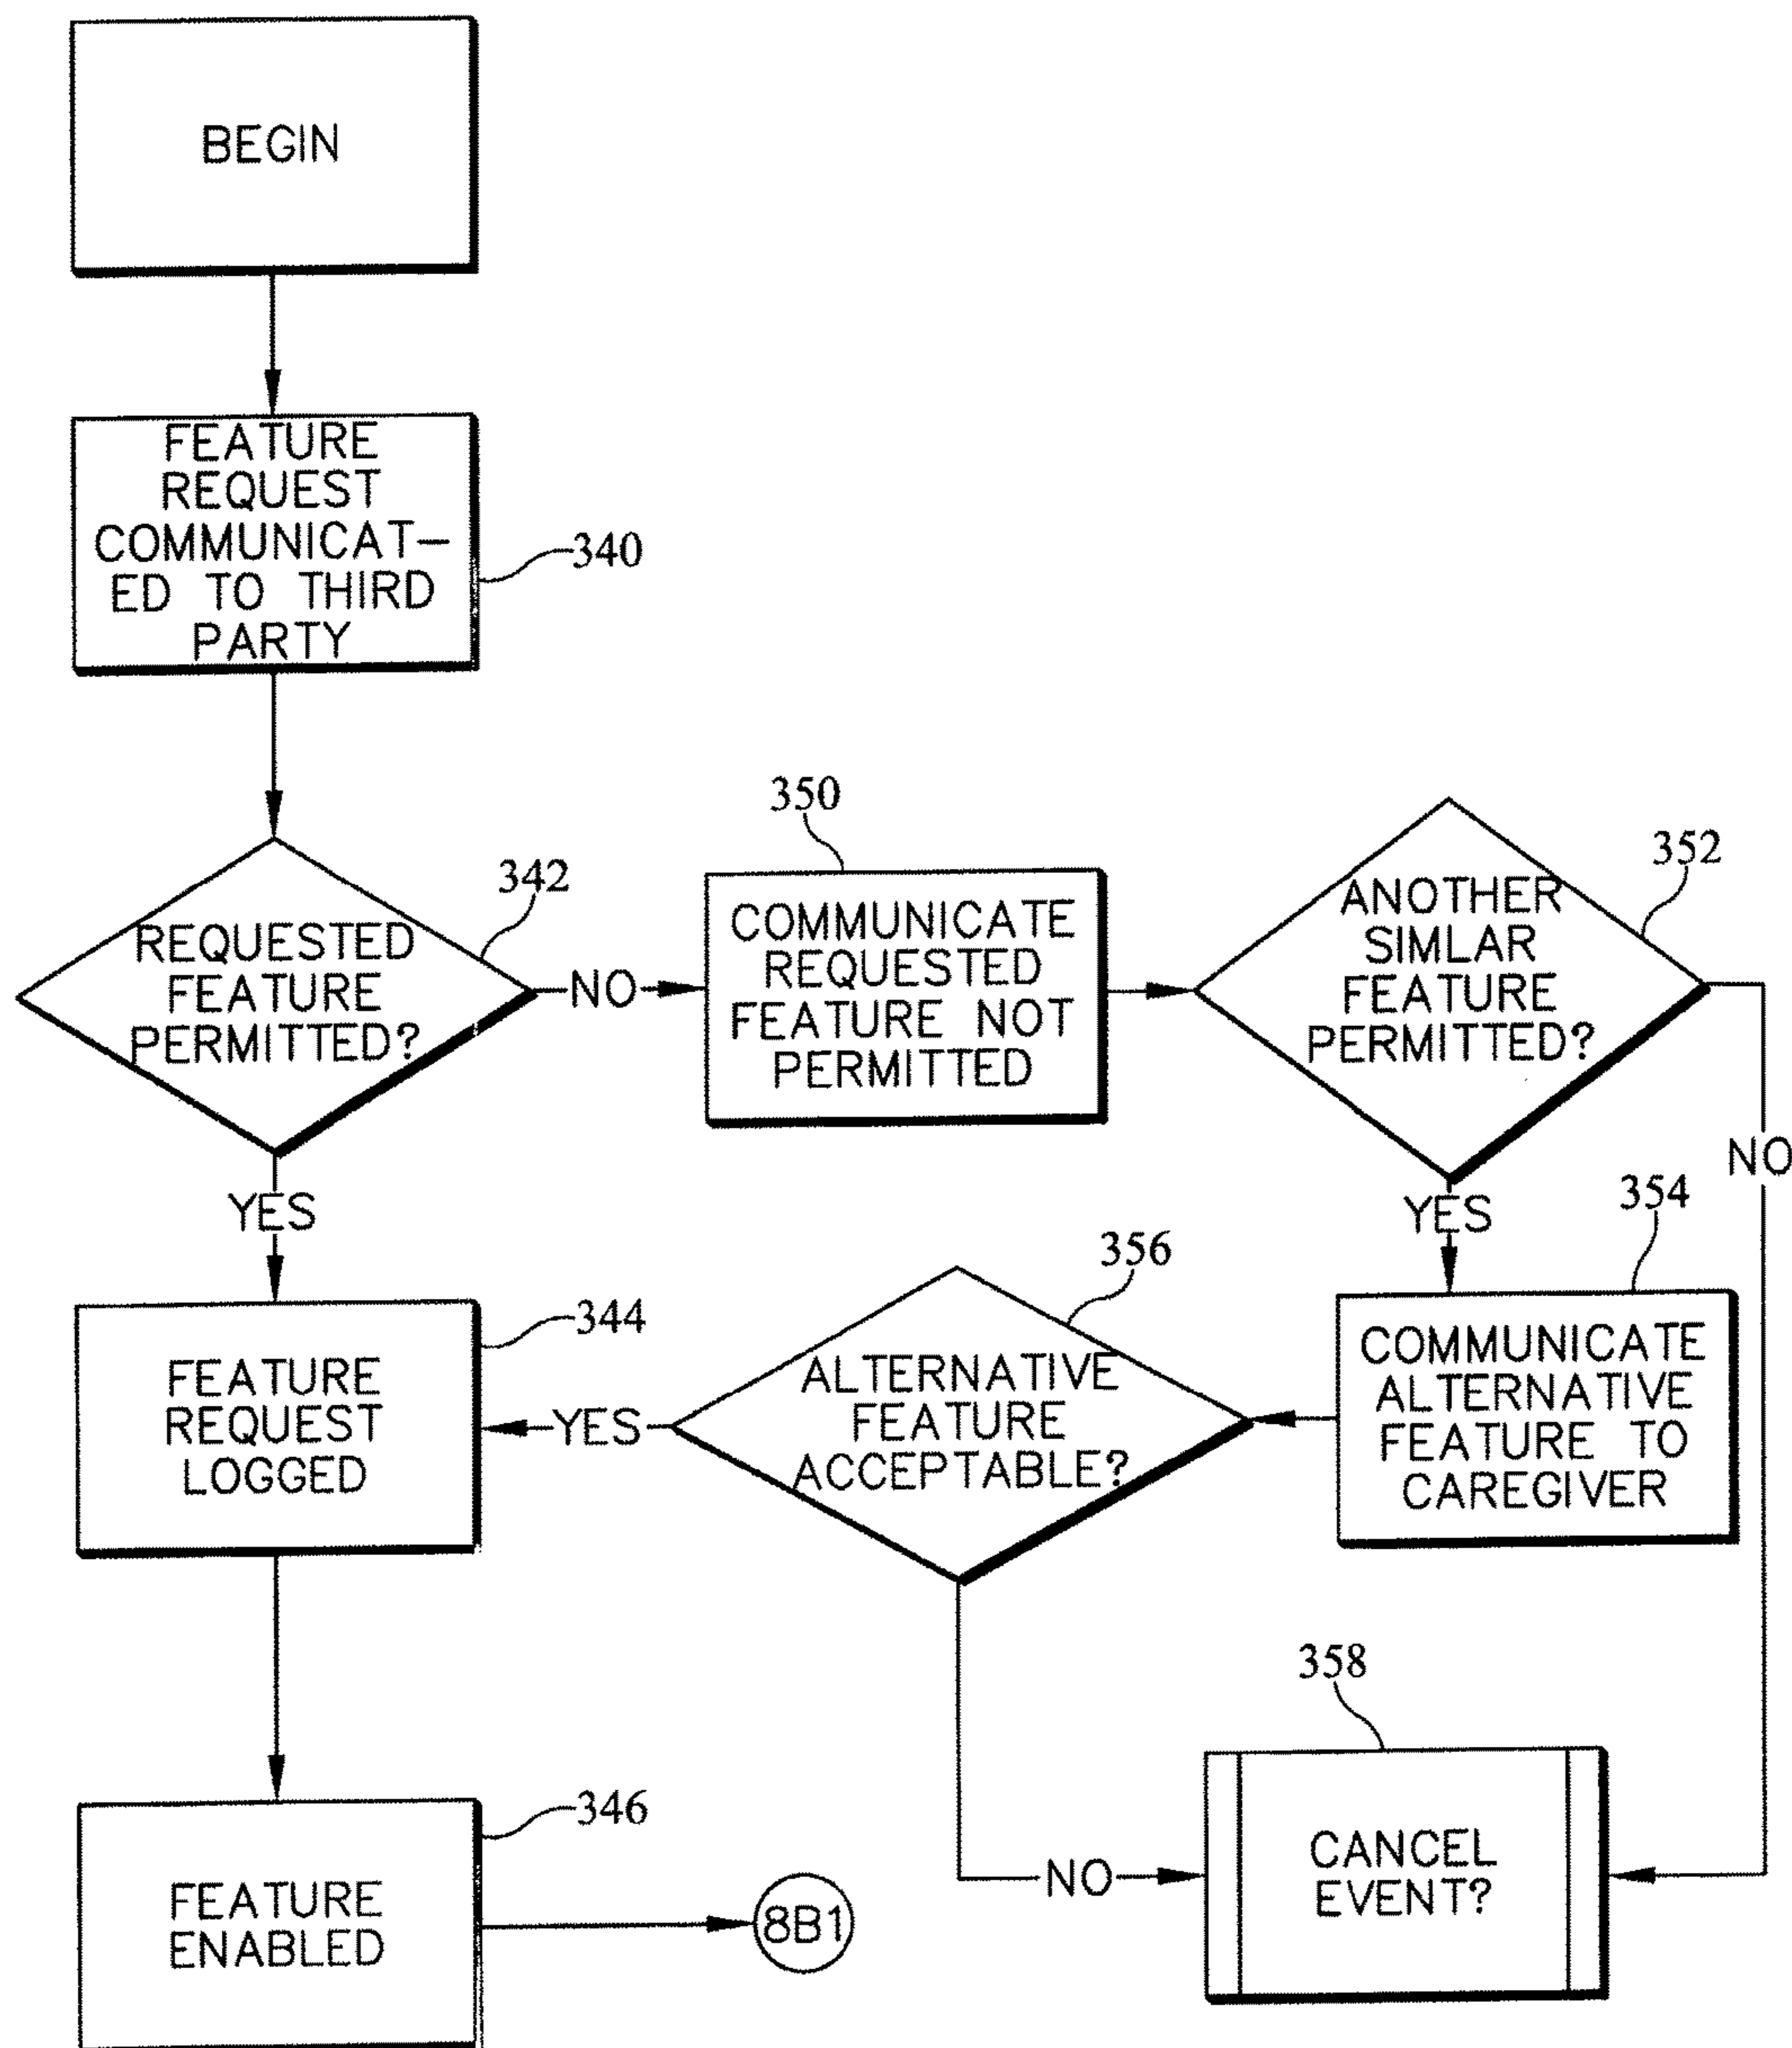 BEGIN
FEATURE
REQUEST
COMMUNICAT-
ED TO THIRD
PARTY
340
REQUESTED
FEATURE
PERMITTED?
342
NO
YES
350
COMMUNICATE
REQUESTED
FEATURE NOT
PERMITTED
ANOTHER
SIMLAR
FEATURE
PERMITTED?
352
NO
YES
354
COMMUNICATE
ALTERNATIVE
FEATURE TO
CAREGIVER
356
ALTERNATIVE
FEATURE
ACCEPTABLE?
YES
NO
344
FEATURE
REQUEST
LOGGED
346
FEATURE
ENABLED
8B1
358
CANCEL
EVENT?